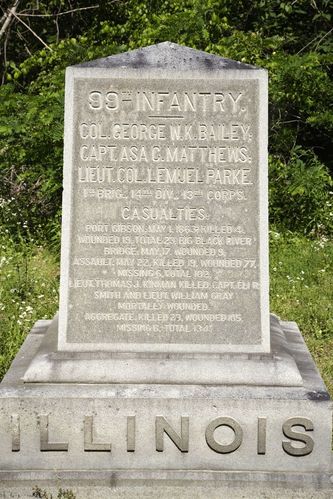 99TH INFANTRY,
COL. GEORGE W. K. BAILEY,
CAPT. ASA C. MATTHEWS,
LIEUT. COL. LEMUEL PARKE.
1ST BRIG., 14TH DIV., 13TH CORPS.
CASUALTIES:
PORT GIBSON, MAY 1, 1863, KILLED 4,
WOUNDED 19, TOTAL 23, BIG BLACK RIVER
BRIDGE, MAY 17, WOUNDED 9,
ASSAULT, MAY 22, KILLED 19, WOUNDED 77,
MISSING 6, TOTAL 102,
LIEUT. THOMAS J. KINMAN KILLED, CAPT. ELI R.
SMITH AND LIEUT. WILLIAM GRAY
MORTALLY WOUNDED.
AGGREGATE: KILLED 23, WOUNDED 105,
MISSING 6, TOTAL 134.
ILLINOIS